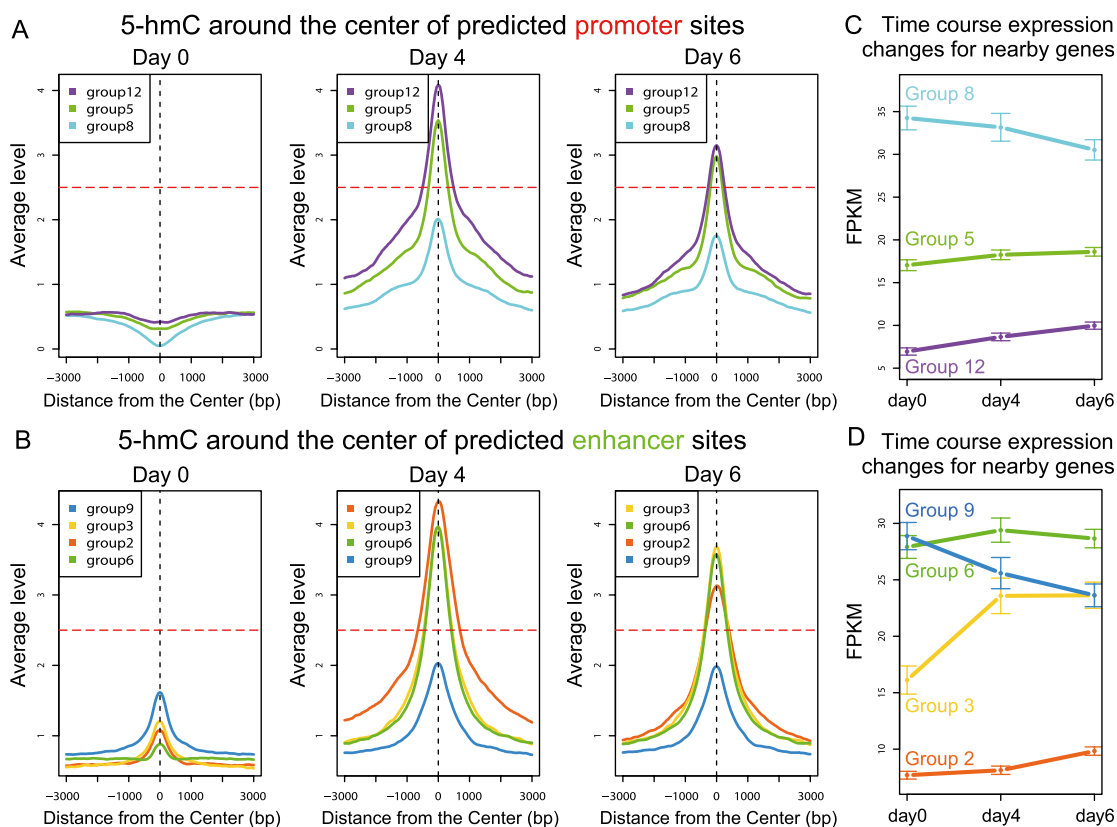 A
5-hmC around the center of predicted promoter sites
Day 0
Day 4
Day 6
group12
group5
group8
group12
group5
group8
group12
group5
group8
Average level
4
3
2
1
0
−3000 −1000 0 1000 3000
Distance from the Center (bp)
Average level
4
3
2
1
0
−3000 −1000 0 1000 3000
Distance from the Center (bp)
Average level
4
3
2
1
0
−3000 −1000 0 1000 3000
Distance from the Center (bp)
C
Time course expression
changes for nearby genes
Group 8
Group 5
Group 12
FPKM
35
30
25
20
15
10
5
day0 day4 day6
B
5-hmC around the center of predicted enhancer sites
Day 0
Day 4
Day 6
group9
group3
group2
group6
group2
group3
group6
group9
group3
group6
group2
group9
Average level
4
3
2
1
−3000 −1000 0 1000 3000
Distance from the Center (bp)
Average level
4
3
2
1
−3000 −1000 0 1000 3000
Distance from the Center (bp)
Average level
4
3
2
1
−3000 −1000 0 1000 3000
Distance from the Center (bp)
D
Time course expression
changes for nearby genes
Group 9
Group 6
Group 3
Group 2
FPKM
30
25
20
15
10
day0 day4 day6